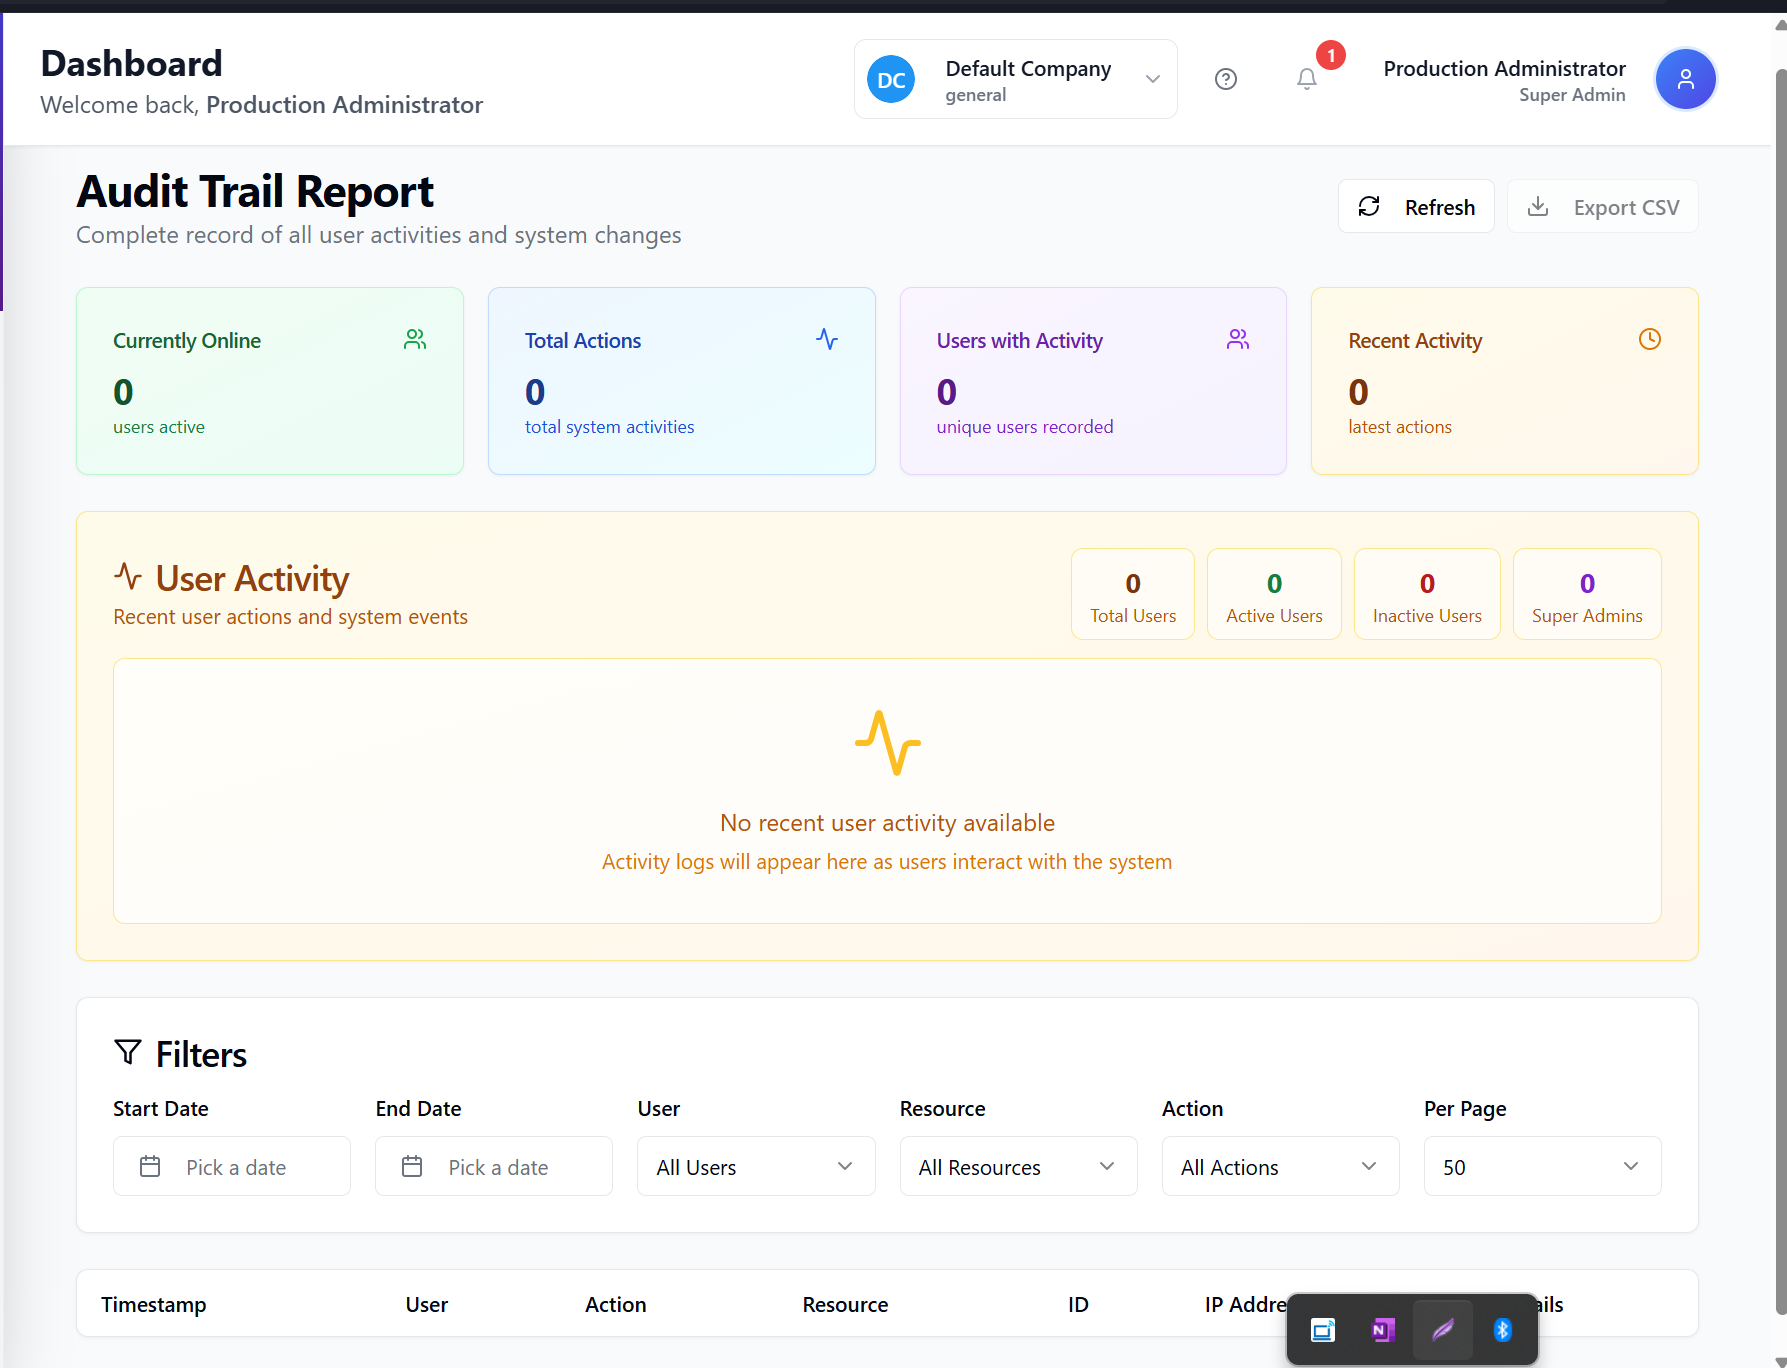 Dashboard
Welcome back, Production Administrator
DC
Default Company
general
1
Production Administrator
Super Admin
Audit Trail Report
Complete record of all user activities and system changes
Refresh
Export CSV
Currently Online
0
users active
Total Actions
0
total system activities
Users with Activity
0
unique users recorded
Recent Activity
0
latest actions
User Activity
Recent user actions and system events
0
Total Users
0
Active Users
0
Inactive Users
0
Super Admins
No recent user activity available
Activity logs will appear here as users interact with the system
Filters
Start Date
End Date
User
Resource
Action
Per Page
Pick a date
Pick a date
All Users
All Resources
All Actions
50
Timestamp
User
Action
Resource
ID
IP Addre
ails
N